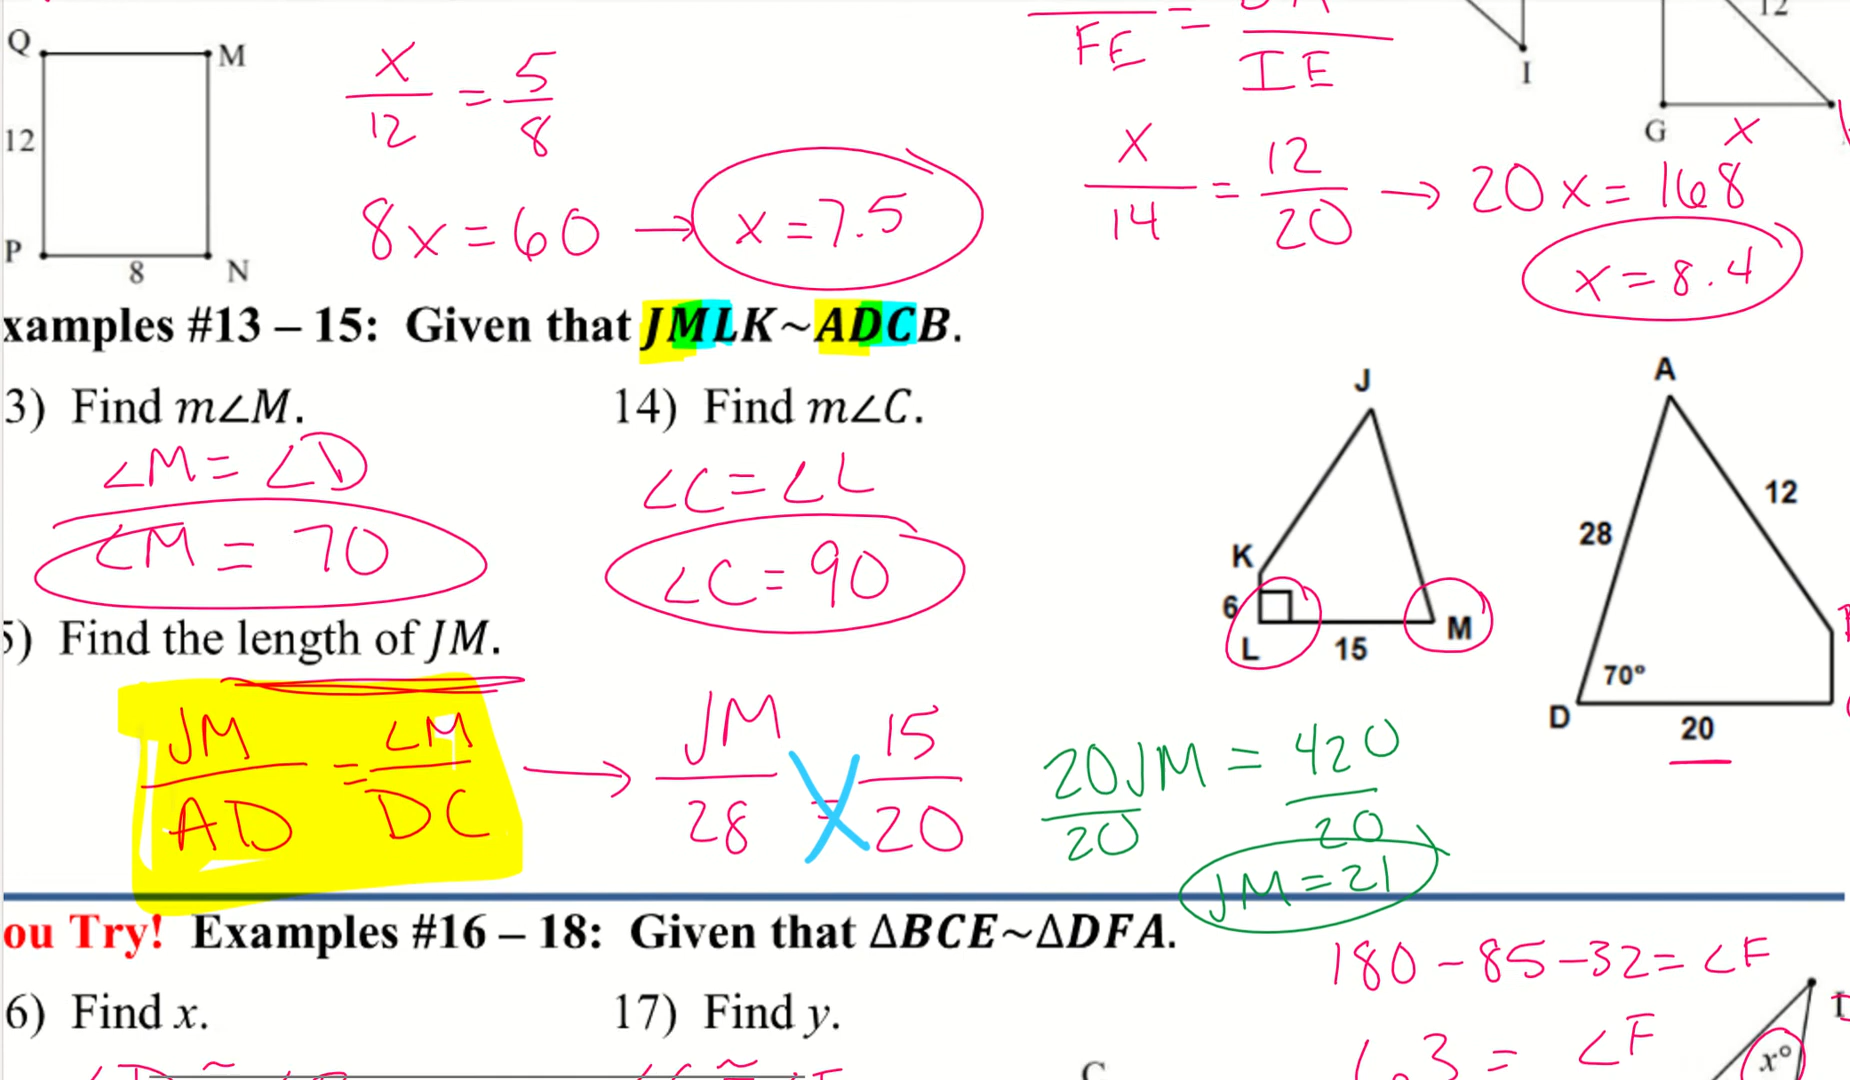 Q
M
12
P
8
N
x/12 = 5/8
8x = 60 → x = 7.5
FE = IE
12
I
G
x
x/14 = 12/20 → 20x = 168
x = 8.4
xamples #13 – 15: Given that JMLK~ADCB.
3) Find m∠M.
14) Find m∠C.
∠M = ∠D
∠M = 70
∠C = ∠L
∠C = 90
J
K
6
L
15
M
A
28
12
70°
D
20
5) Find the length of JM.
JM/AD = LM/DC → JM/28 = 15/20
20JM/20 = 420/20
JM = 21
ou Try! Examples #16 – 18: Given that ΔBCE~ΔDFA.
180 - 85 - 32 = ∠F
6) Find x.
17) Find y.
63 = ∠F
C
x°